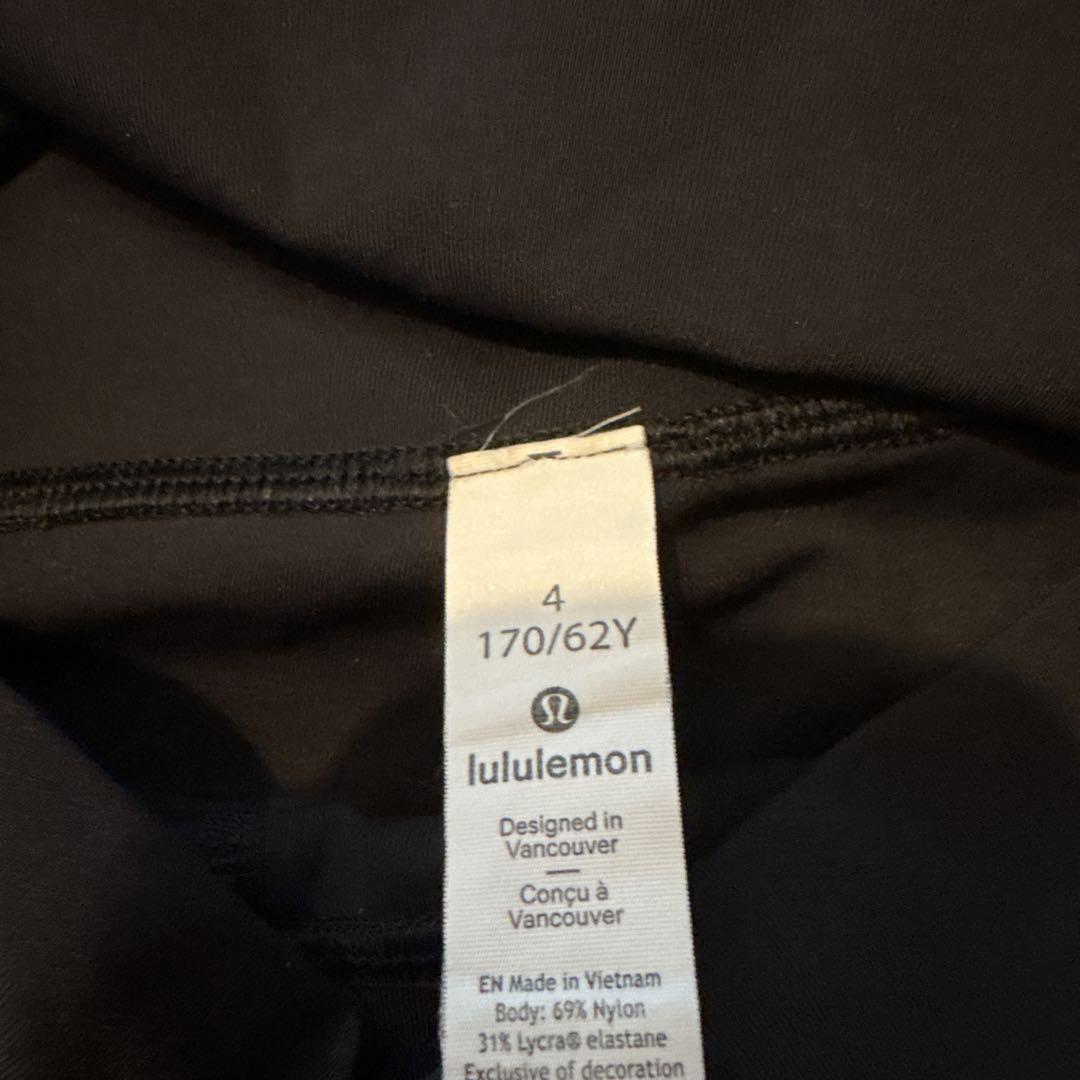 4
170/62Y
lululemon
Designed in
Vancouver
Conçu à
Vancouver
EN Made in Vietnam
Body: 69% Nylon
31% Lycra® elastane
Exclusive of decoration